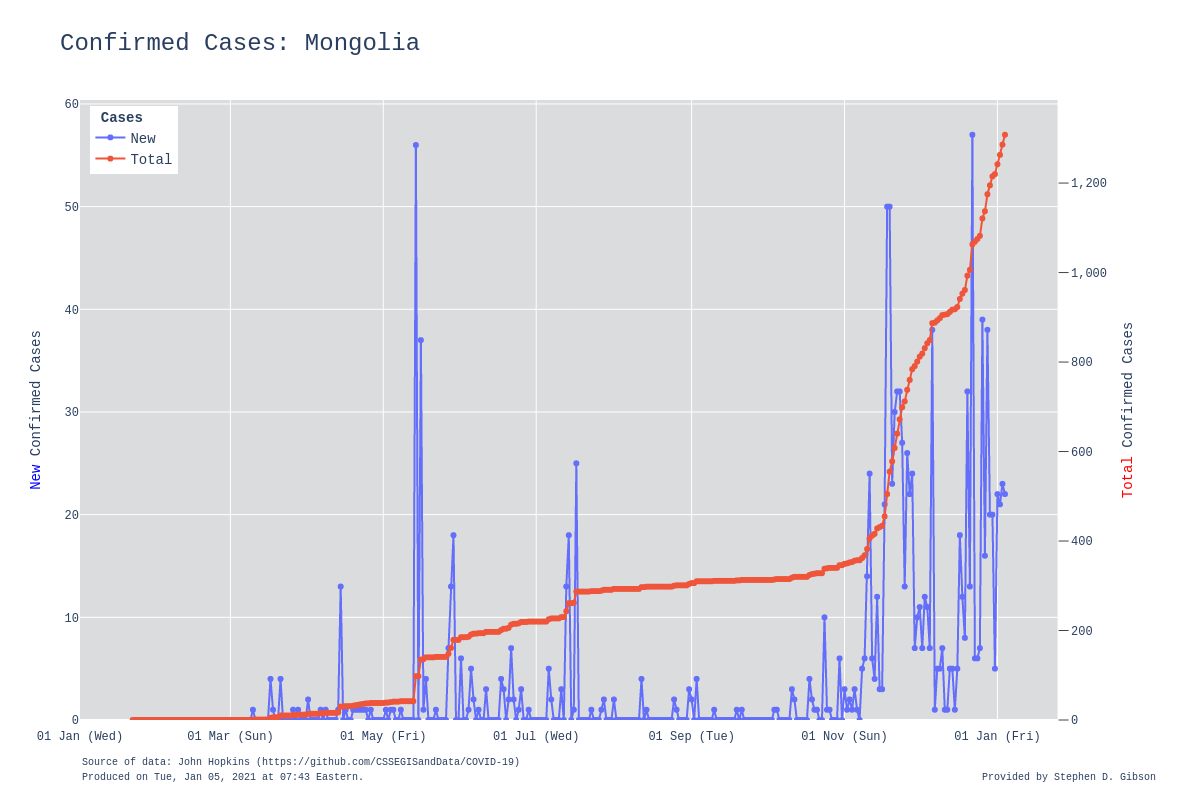 Confirmed Cases: Mongolia
Cases
New
Total
60
50
40
30
20
10
0
New Confirmed Cases
1,200
1,000
800
600
400
200
0
Total Confirmed Cases
01 Jan (Wed)
01 Mar (Sun)
01 May (Fri)
01 Jul (Wed)
01 Sep (Tue)
01 Nov (Sun)
01 Jan (Fri)
Source of data: John Hopkins (https://github.com/CSSEGISandData/COVID-19)
Produced on Tue, Jan 05, 2021 at 07:43 Eastern.
Provided by Stephen D. Gibson